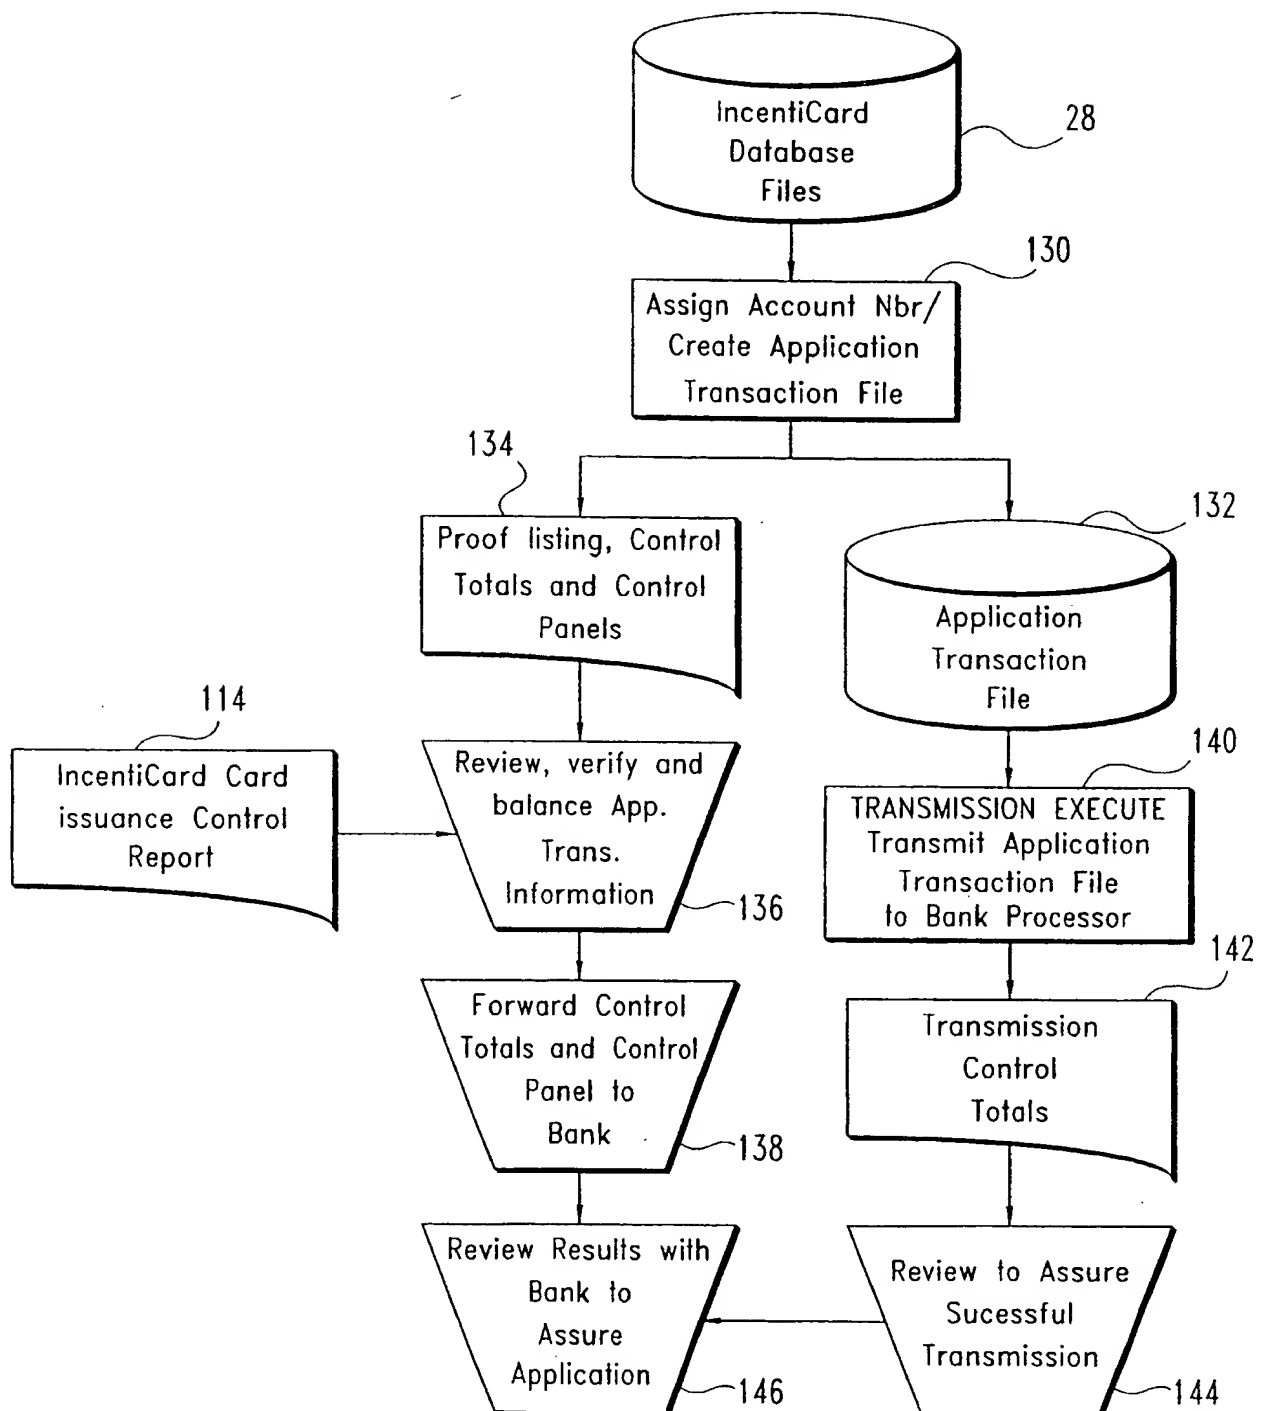 IncentiCard
Database
Files
28
130
Assign Account Nbr/
Create Application
Transaction File
134
Proof listing, Control
Totals and Control
Panels
132
Application
Transaction
File
114
IncentiCard Card
issuance Control
Report
Review, verify and
balance App.
Trans.
Information
136
140
TRANSMISSION EXECUTE
Transmit Application
Transaction File
to Bank Processor
Forward Control
Totals and Control
Panel to
Bank
138
142
Transmission
Control
Totals
Review Results with
Bank to
Assure
Application
146
Review to Assure
Sucessful
Transmission
144